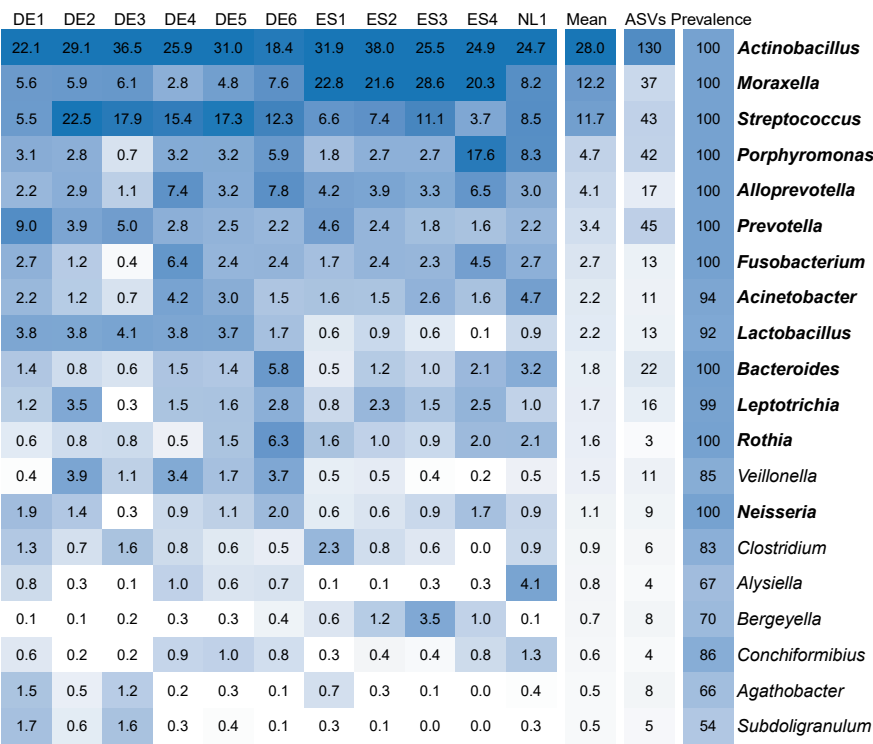 DE1 DE2 DE3 DE4 DE5 DE6 ES1 ES2 ES3 ES4 NL1 Mean ASVs Prevalence
22.1 29.1 36.5 25.9 31.0 18.4 31.9 38.0 25.5 24.9 24.7 28.0 130 100 Actinobacillus
5.6 5.9 6.1 2.8 4.8 7.6 22.8 21.6 28.6 20.3 8.2 12.2 37 100 Moraxella
5.5 22.5 17.9 15.4 17.3 12.3 6.6 7.4 11.1 3.7 8.5 11.7 43 100 Streptococcus
3.1 2.8 0.7 3.2 3.2 5.9 1.8 2.7 2.7 17.6 8.3 4.7 42 100 Porphyromonas
2.2 2.9 1.1 7.4 3.2 7.8 4.2 3.9 3.3 6.5 3.0 4.1 17 100 Alloprevotella
9.0 3.9 5.0 2.8 2.5 2.2 4.6 2.4 1.8 1.6 2.2 3.4 45 100 Prevotella
2.7 1.2 0.4 6.4 2.4 2.4 1.7 2.4 2.3 4.5 2.7 2.7 13 100 Fusobacterium
2.2 1.2 0.7 4.2 3.0 1.5 1.6 1.5 2.6 1.6 4.7 2.2 11 94 Acinetobacter
3.8 3.8 4.1 3.8 3.7 1.7 0.6 0.9 0.6 0.1 0.9 2.2 13 92 Lactobacillus
1.4 0.8 0.6 1.5 1.4 5.8 0.5 1.2 1.0 2.1 3.2 1.8 22 100 Bacteroides
1.2 3.5 0.3 1.5 1.6 2.8 0.8 2.3 1.5 2.5 1.0 1.7 16 99 Leptotrichia
0.6 0.8 0.8 0.5 1.5 6.3 1.6 1.0 0.9 2.0 2.1 1.6 3 100 Rothia
0.4 3.9 1.1 3.4 1.7 3.7 0.5 0.5 0.4 0.2 0.5 1.5 11 85 Veillonella
1.9 1.4 0.3 0.9 1.1 2.0 0.6 0.6 0.9 1.7 0.9 1.1 9 100 Neisseria
1.3 0.7 1.6 0.8 0.6 0.5 2.3 0.8 0.6 0.0 0.9 0.9 6 83 Clostridium
0.8 0.3 0.1 1.0 0.6 0.7 0.1 0.1 0.3 0.3 4.1 0.8 4 67 Alysiella
0.1 0.1 0.2 0.3 0.3 0.4 0.6 1.2 3.5 1.0 0.1 0.7 8 70 Bergeyella
0.6 0.2 0.2 0.9 1.0 0.8 0.3 0.4 0.4 0.8 1.3 0.6 4 86 Conchiformibius
1.5 0.5 1.2 0.2 0.3 0.1 0.7 0.3 0.1 0.0 0.4 0.5 8 66 Agathobacter
1.7 0.6 1.6 0.3 0.4 0.1 0.3 0.1 0.0 0.0 0.3 0.5 5 54 Subdoligranulum